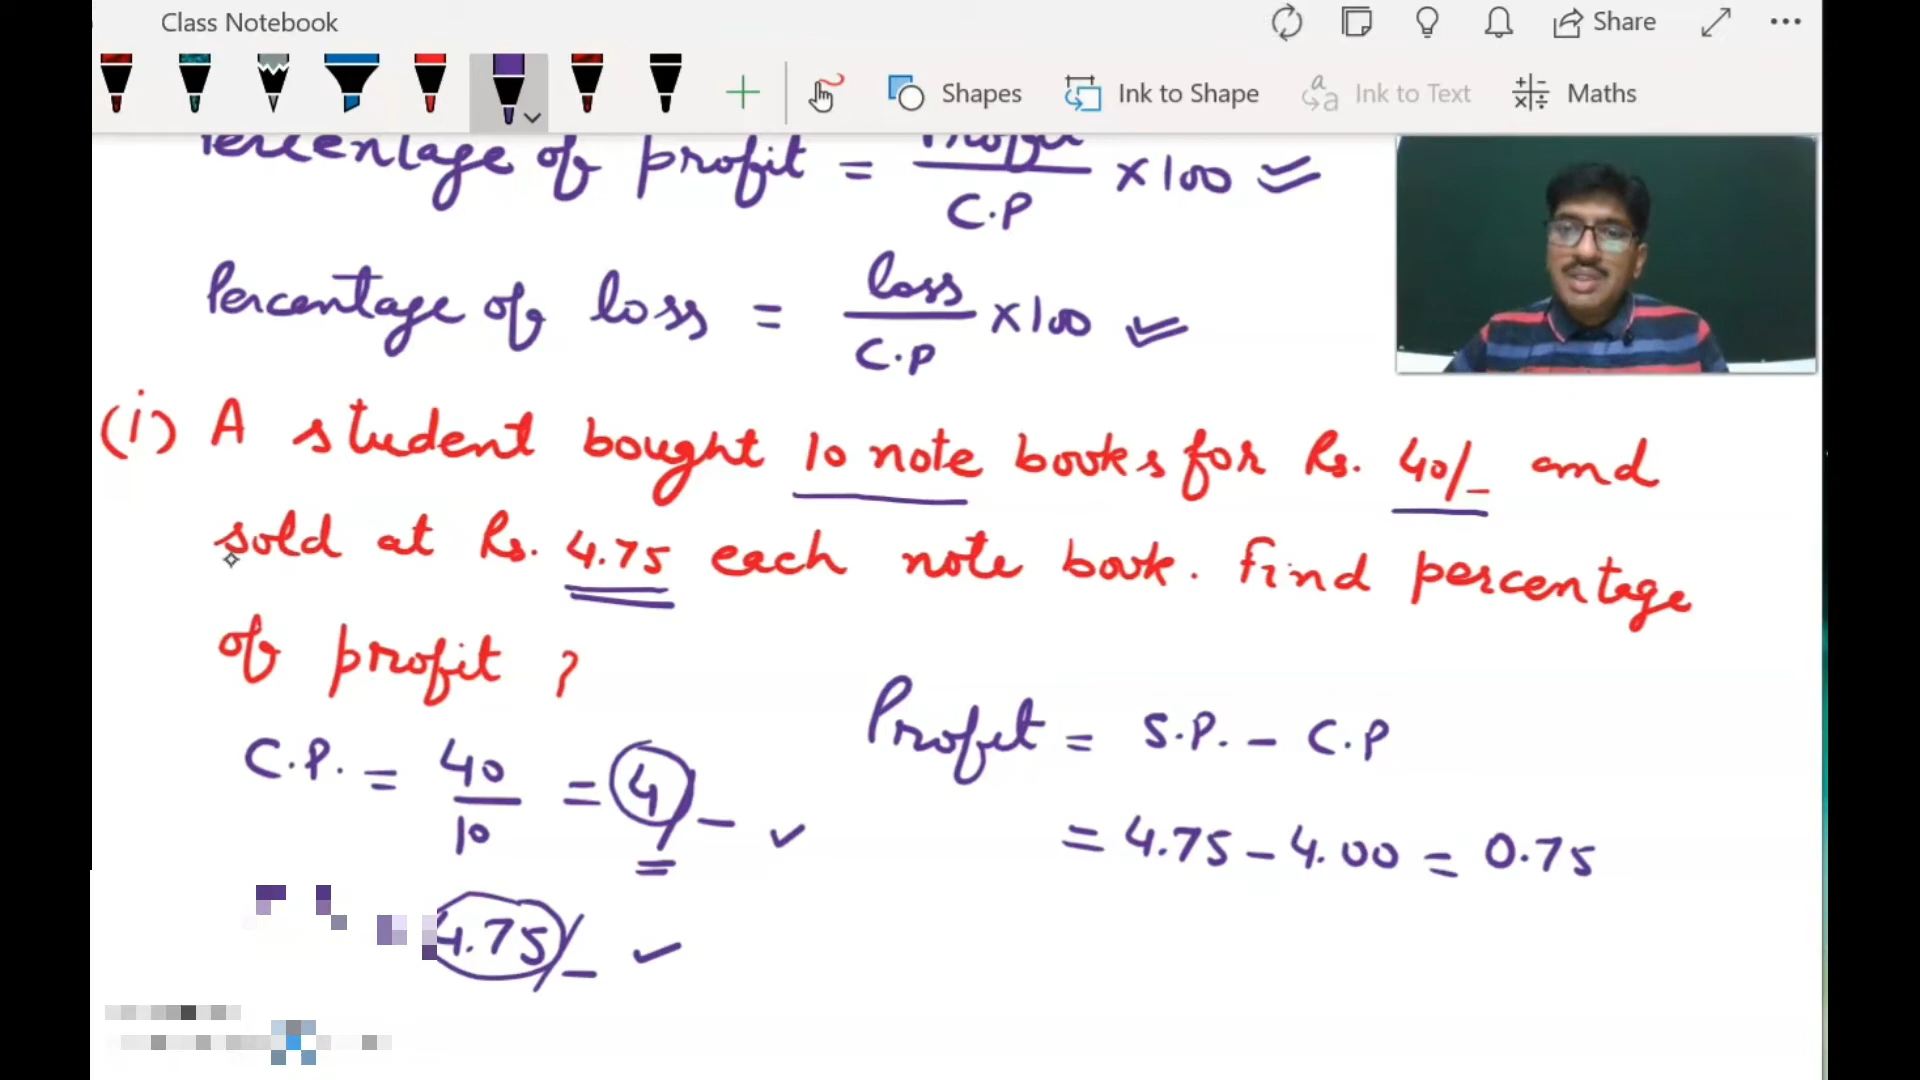 Class Notebook
Share
Shapes
Ink to Shape
Ink to Text
Maths
Percentage of profit = Profit / C.P × 100
Percentage of loss = loss / C.P × 100
(i) A student bought 10 note books for Rs. 40/- and
sold at Rs. 4.75 each note book. Find percentage
of profit ?
C.P. = 40 / 10 = 4/-
4.75/-
Profit = S.P. - C.P
= 4.75 - 4.00 = 0.75